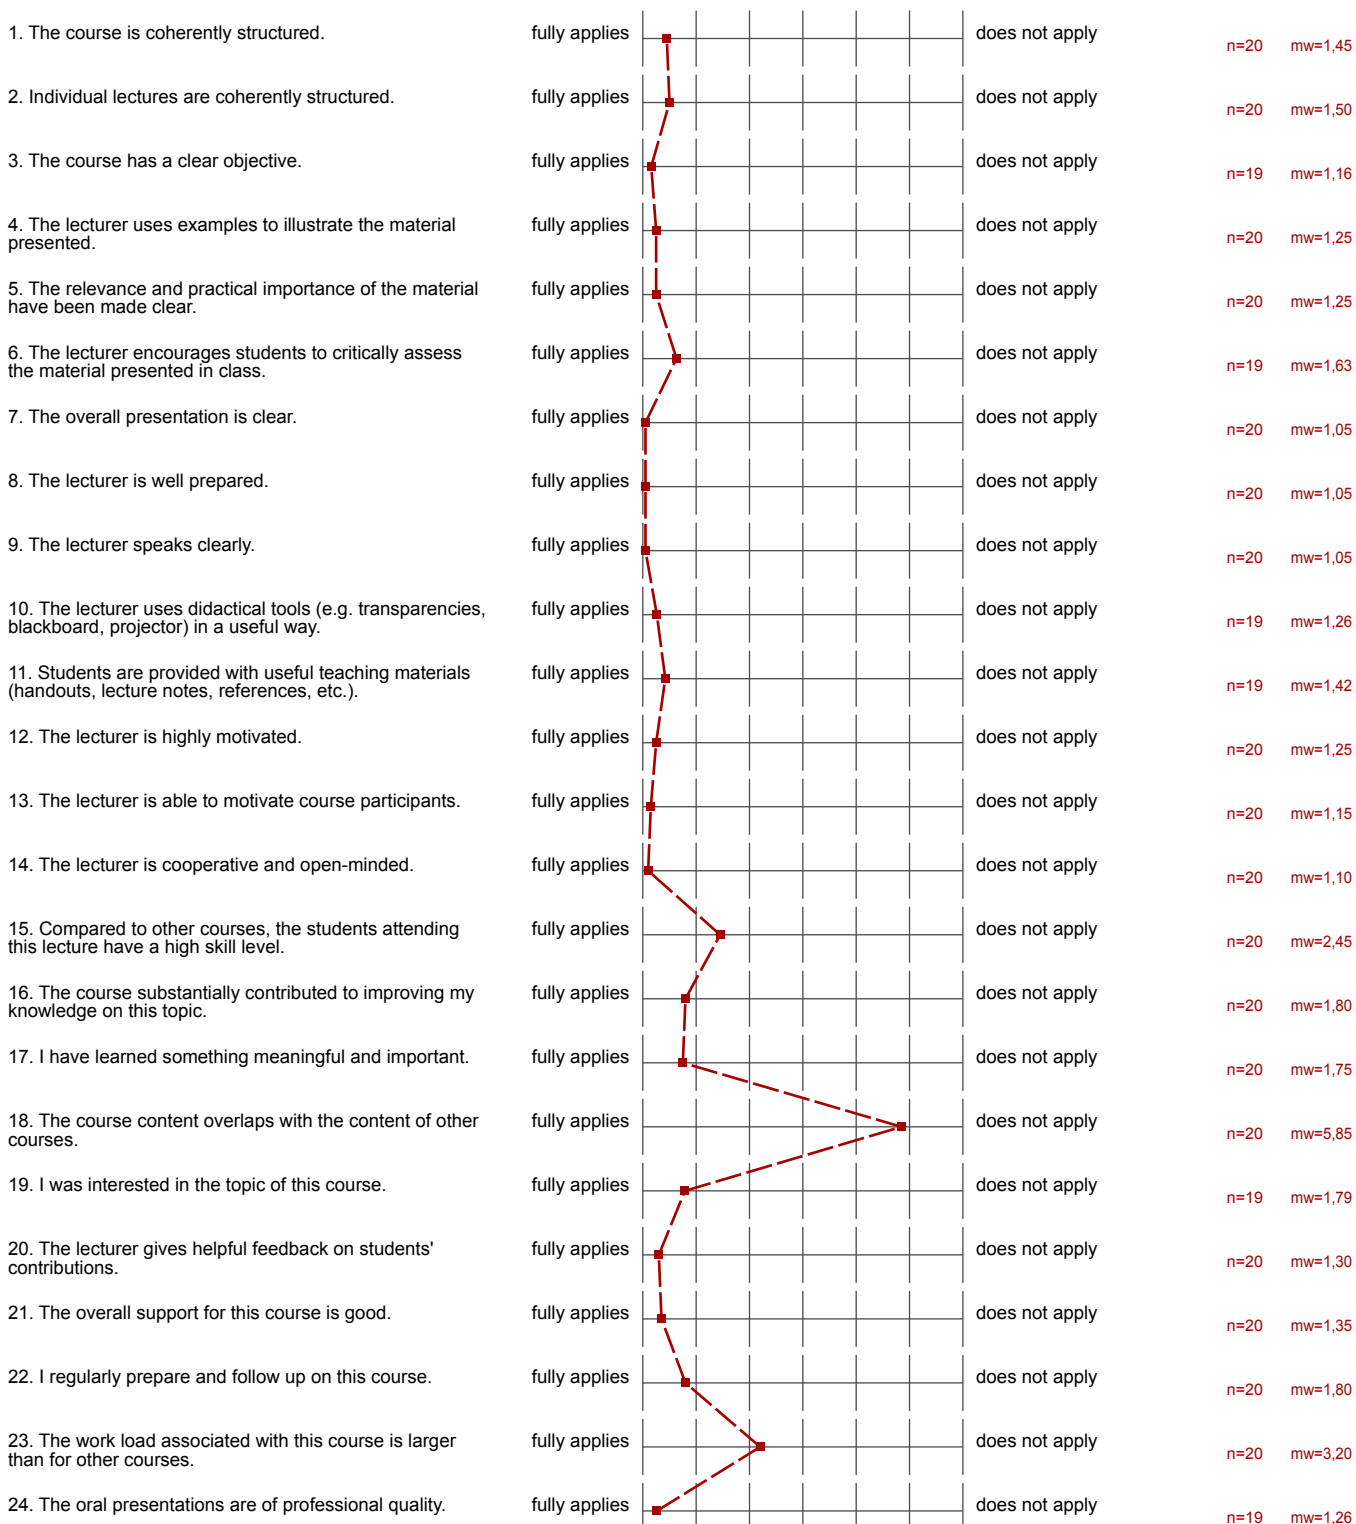 1. The course is coherently structured. fully applies does not apply n=20 mw=1,45
2. Individual lectures are coherently structured. fully applies does not apply n=20 mw=1,50
3. The course has a clear objective. fully applies does not apply n=19 mw=1,16
4. The lecturer uses examples to illustrate the material fully applies does not apply n=20 mw=1,25
presented.
5. The relevance and practical importance of the material fully applies does not apply n=20 mw=1,25
have been made clear.
6. The lecturer encourages students to critically assess fully applies does not apply n=19 mw=1,63
the material presented in class.
7. The overall presentation is clear. fully applies does not apply n=20 mw=1,05
8. The lecturer is well prepared. fully applies does not apply n=20 mw=1,05
9. The lecturer speaks clearly. fully applies does not apply n=20 mw=1,05
10. The lecturer uses didactical tools (e.g. transparencies, fully applies does not apply n=19 mw=1,26
blackboard, projector) in a useful way.
11. Students are provided with useful teaching materials fully applies does not apply n=19 mw=1,42
(handouts, lecture notes, references, etc.).
12. The lecturer is highly motivated. fully applies does not apply n=20 mw=1,25
13. The lecturer is able to motivate course participants. fully applies does not apply n=20 mw=1,15
14. The lecturer is cooperative and open-minded. fully applies does not apply n=20 mw=1,10
15. Compared to other courses, the students attending fully applies does not apply n=20 mw=2,45
this lecture have a high skill level.
16. The course substantially contributed to improving my fully applies does not apply n=20 mw=1,80
knowledge on this topic.
17. I have learned something meaningful and important. fully applies does not apply n=20 mw=1,75
18. The course content overlaps with the content of other fully applies does not apply n=20 mw=5,85
courses.
19. I was interested in the topic of this course. fully applies does not apply n=19 mw=1,79
20. The lecturer gives helpful feedback on students' fully applies does not apply n=20 mw=1,30
contributions.
21. The overall support for this course is good. fully applies does not apply n=20 mw=1,35
22. I regularly prepare and follow up on this course. fully applies does not apply n=20 mw=1,80
23. The work load associated with this course is larger fully applies does not apply n=20 mw=3,20
than for other courses.
24. The oral presentations are of professional quality. fully applies does not apply n=19 mw=1,26